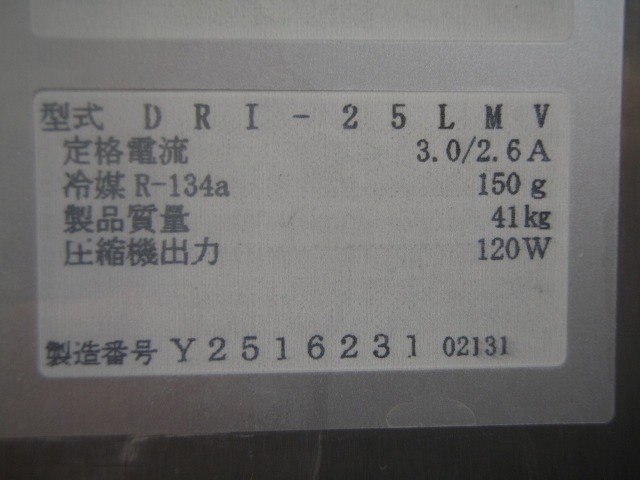 型式 DRI-25LMV
定格電流 3.0/2.6A
冷媒 R-134a 150g
製品質量 41kg
圧縮機出力 120W
製造番号 Y2516231 02131